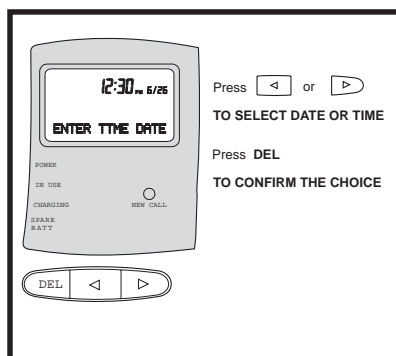 12:30 PM 6/26
ENTER TTME DATE
POWER
IN USE
CHARGING
NEW CALL
SPARE
BATT
DEL
Press or
TO SELECT DATE OR TIME
Press DEL
TO CONFIRM THE CHOICE